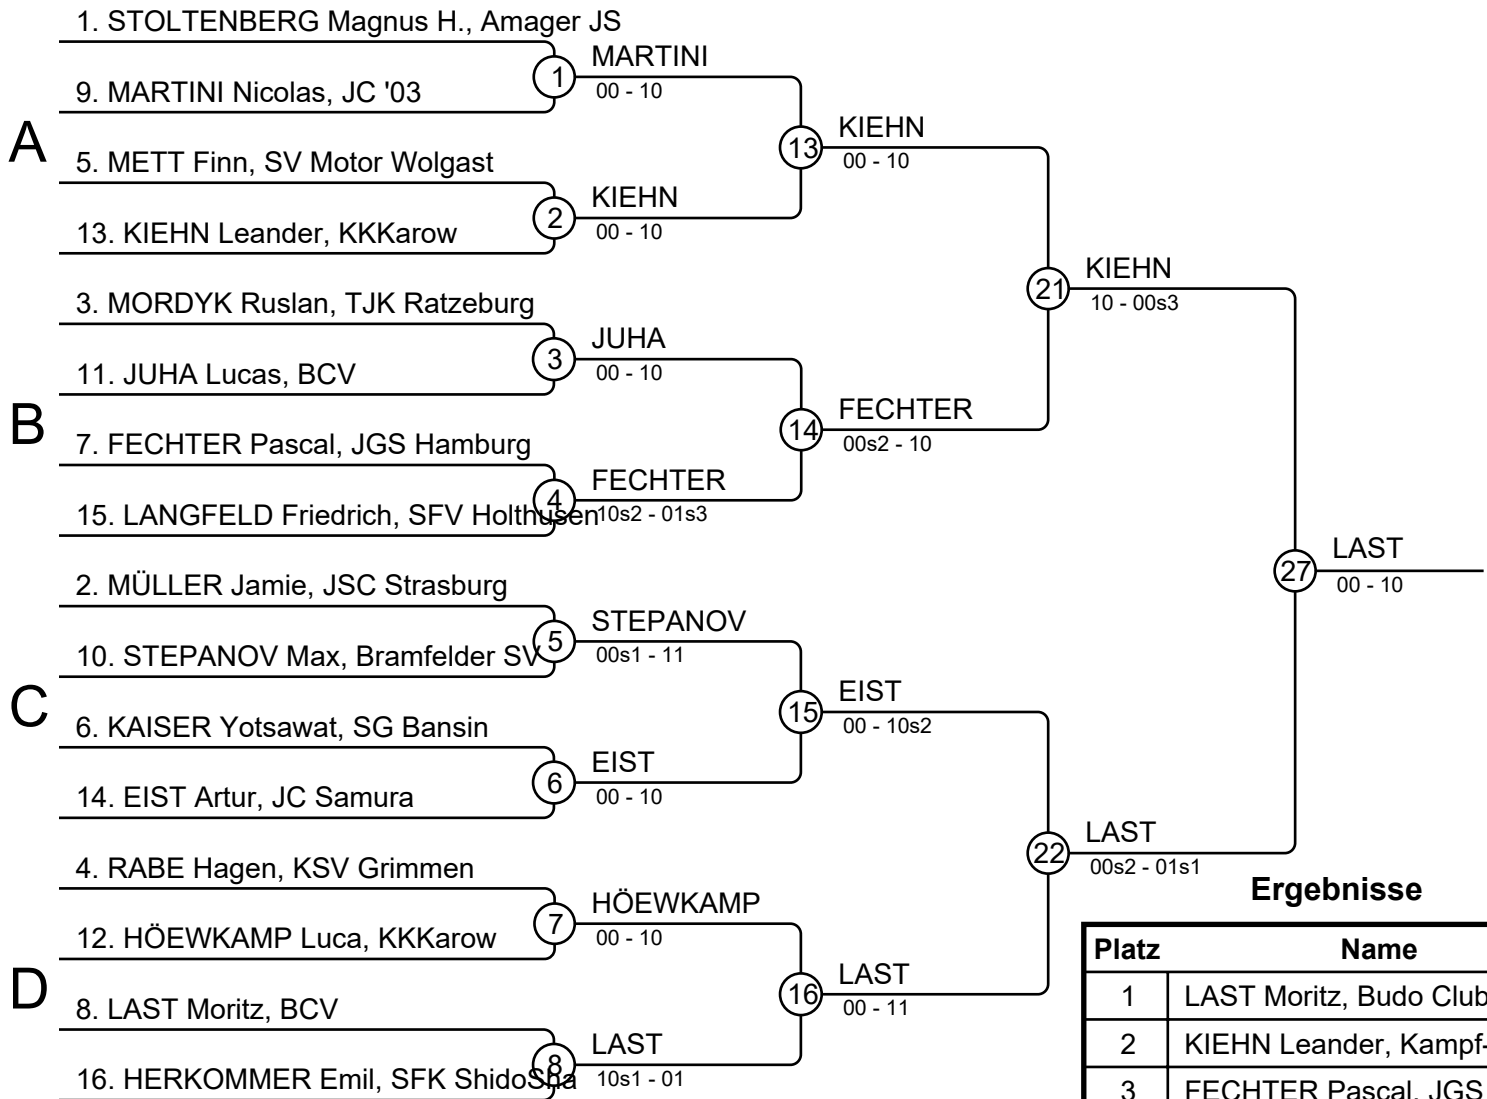 1. STOLTENBERG Magnus H., Amager JS
1
MARTINI
00 - 10
9. MARTINI Nicolas, JC '03
A
13
KIEHN
00 - 10
5. METT Finn, SV Motor Wolgast
2
KIEHN
00 - 10
13. KIEHN Leander, KKKarow
21
KIEHN
10 - 00s3
3. MORDYK Ruslan, TJK Ratzeburg
3
JUHA
00 - 10
11. JUHA Lucas, BCV
B
14
FECHTER
00s2 - 10
7. FECHTER Pascal, JGS Hamburg
4
FECHTER
10s2 - 01s3
15. LANGFELD Friedrich, SFV Holthusen
27
LAST
00 - 10
2. MÜLLER Jamie, JSC Strasburg
5
STEPANOV
00s1 - 11
10. STEPANOV Max, Bramfelder SV
C
15
EIST
00 - 10s2
6. KAISER Yotsawat, SG Bansin
6
EIST
00 - 10
14. EIST Artur, JC Samura
22
LAST
00s2 - 01s1
4. RABE Hagen, KSV Grimmen
7
HÖEWKAMP
00 - 10
12. HÖEWKAMP Luca, KKKarow
D
16
LAST
00 - 11
8. LAST Moritz, BCV
8
LAST
10s1 - 01
16. HERKOMMER Emil, SFK ShidoSha
Ergebnisse
Platz Name
1 LAST Moritz, Budo Club
2 KIEHN Leander, Kampf-
3 FECHTER Pascal, JGS